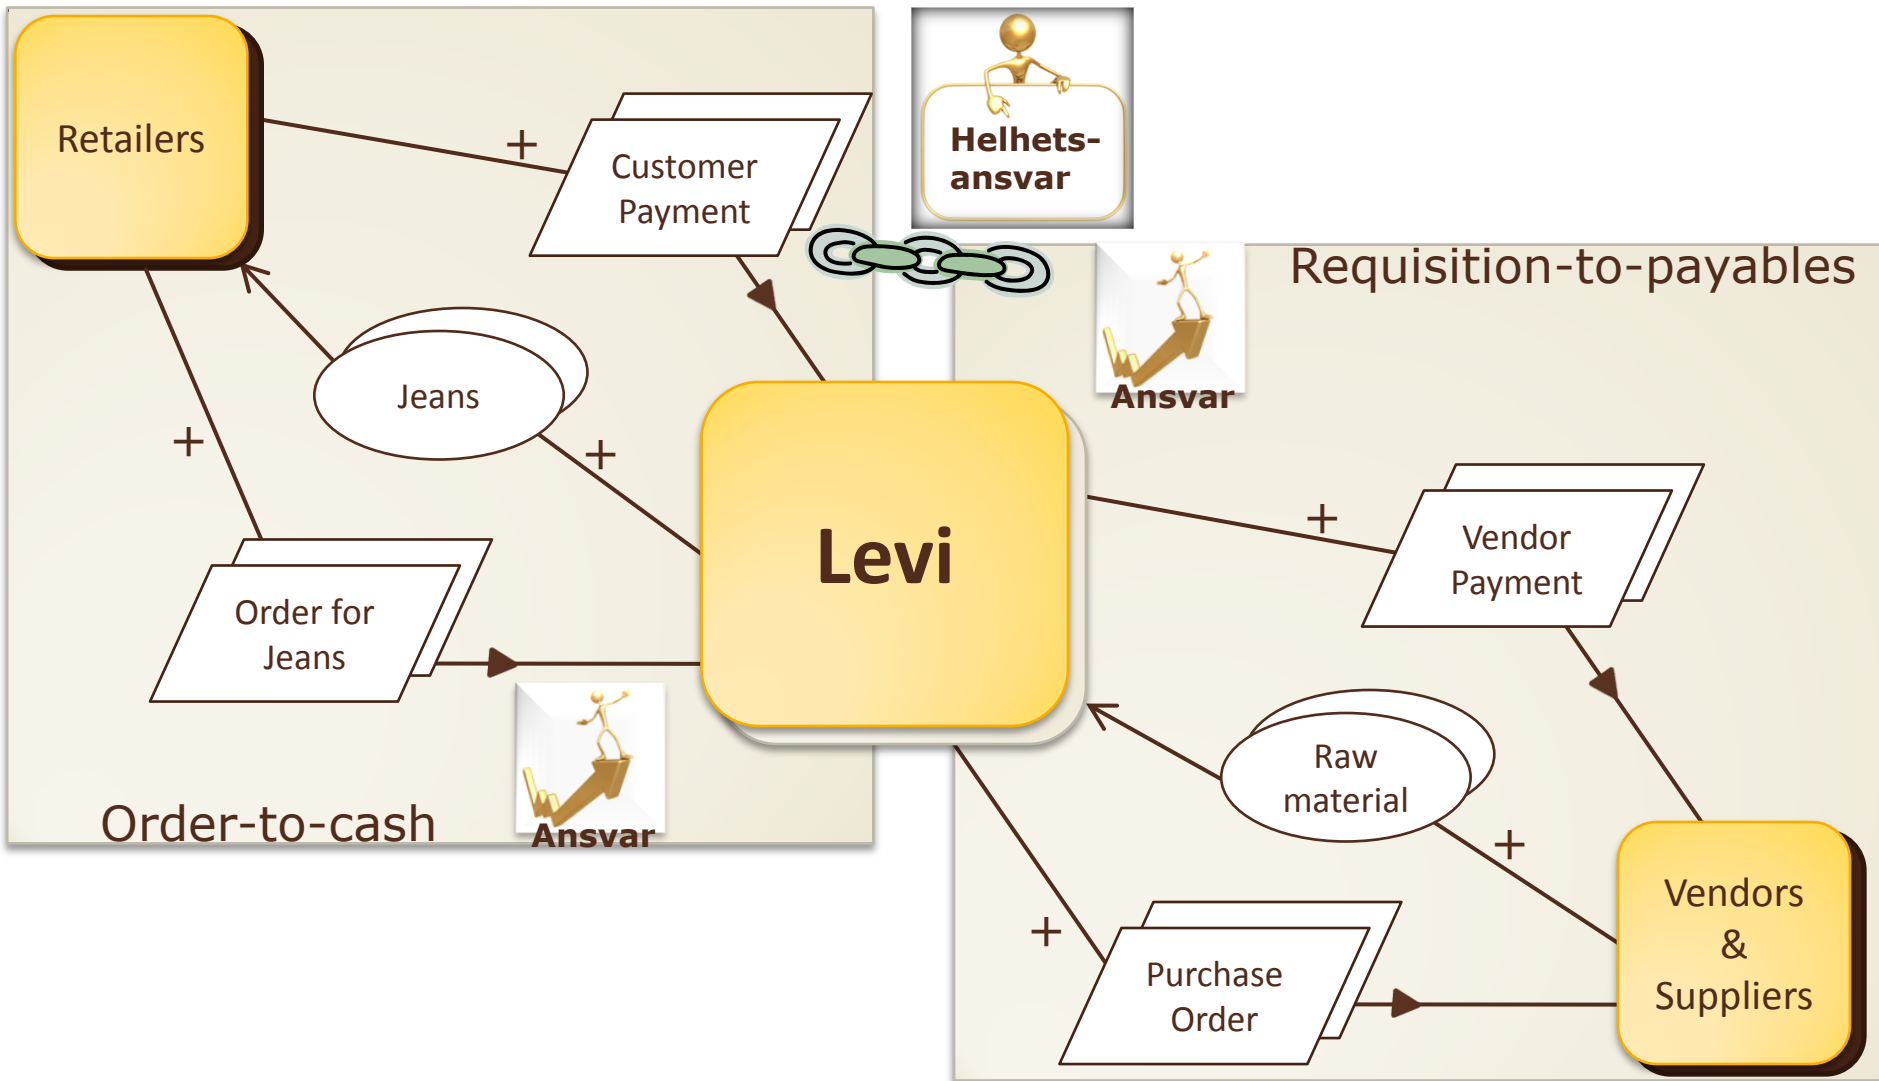 Retailers
+
Customer
Payment
Helhets-
ansvar
Requisition-to-payables
Ansvar
Jeans
+
+
Levi
+
Vendor
Payment
Order for
Jeans
Order-to-cash
Ansvar
Raw
material
+
+
Purchase
Order
Vendors
&
Suppliers